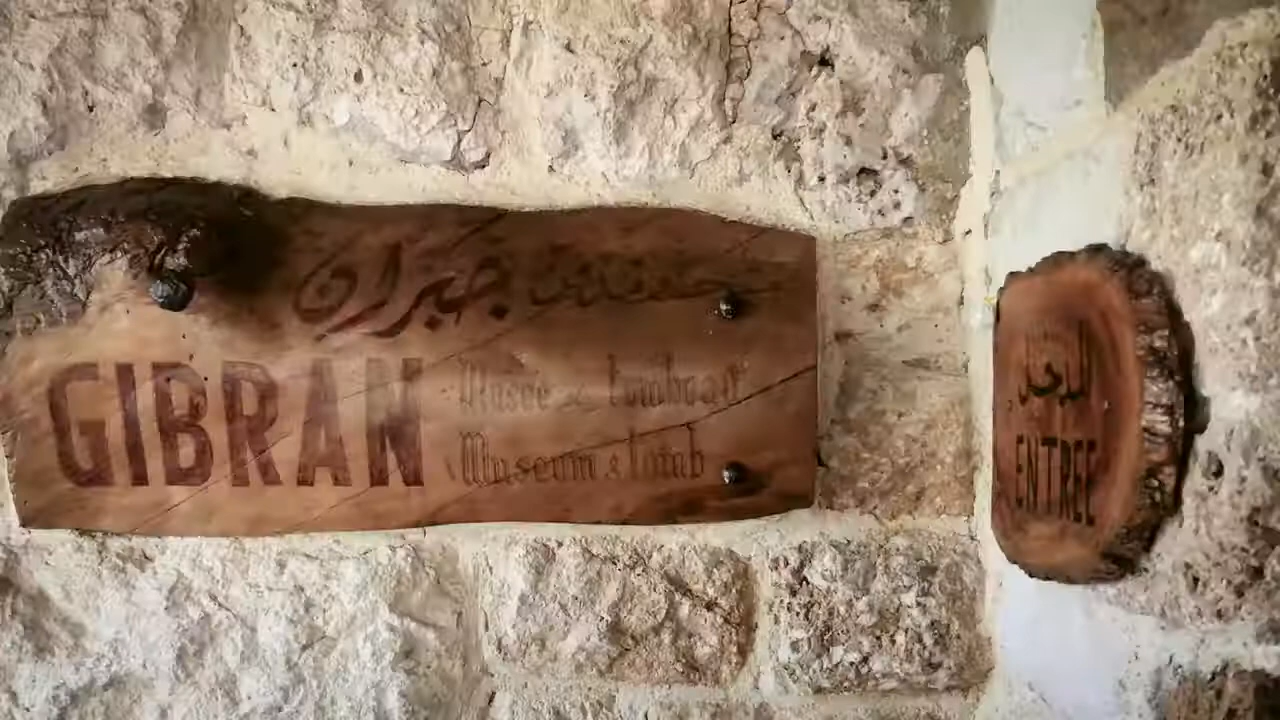 متحف جبران
GIBRAN
Musée & tombeau
Museum & tomb
المدخل
ENTREE